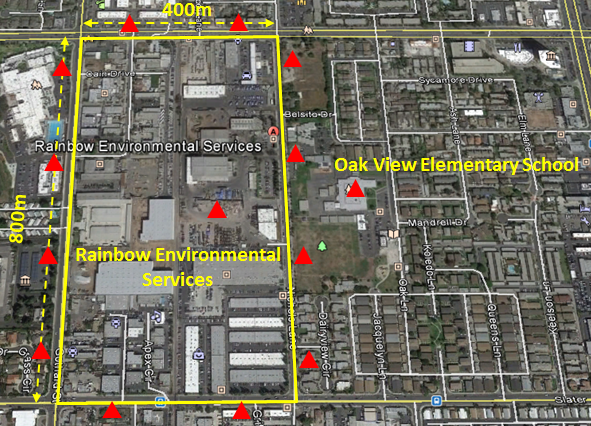 400m
Cain Drive
Sycamore Drive
Belsito Dr
A
Rainbow Environmental Services
Oak View Elementary School
800m
Mandrell Dr
Rainbow Environmental
Services
Oak Ln
Koledo Ln
Queens Ln
Jacquelyn Ln
Dairyview Cir
Apex Cir
Slater